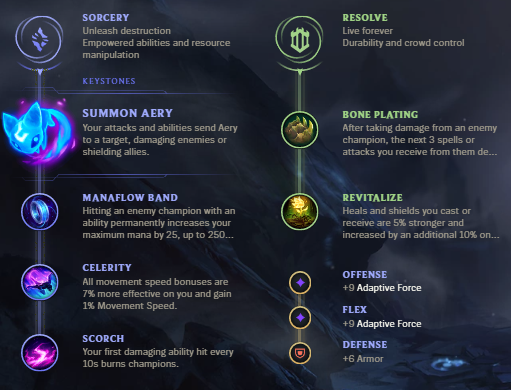 SORCERY
Unleash destruction
Empowered abilities and resource
manipulation
KEYSTONES
SUMMON AERY
Your attacks and abilities send Aery
to a target, damaging enemies or
shielding allies.
MANAFLOW BAND
Hitting an enemy champion with an
ability permanently increases your
maximum mana by 25, up to 250...
CELERITY
All movement speed bonuses are
7% more effective on you and gain
1% Movement Speed.
SCORCH
Your first damaging ability hit every
10s burns champions.
RESOLVE
Live forever
Durability and crowd control
BONE PLATING
After taking damage from an enemy
champion, the next 3 spells or
attacks you receive from them de...
REVITALIZE
Heals and shields you cast or
receive are 5% stronger and
increased by an additional 10% on...
OFFENSE
+9 Adaptive Force
FLEX
+9 Adaptive Force
DEFENSE
+6 Armor